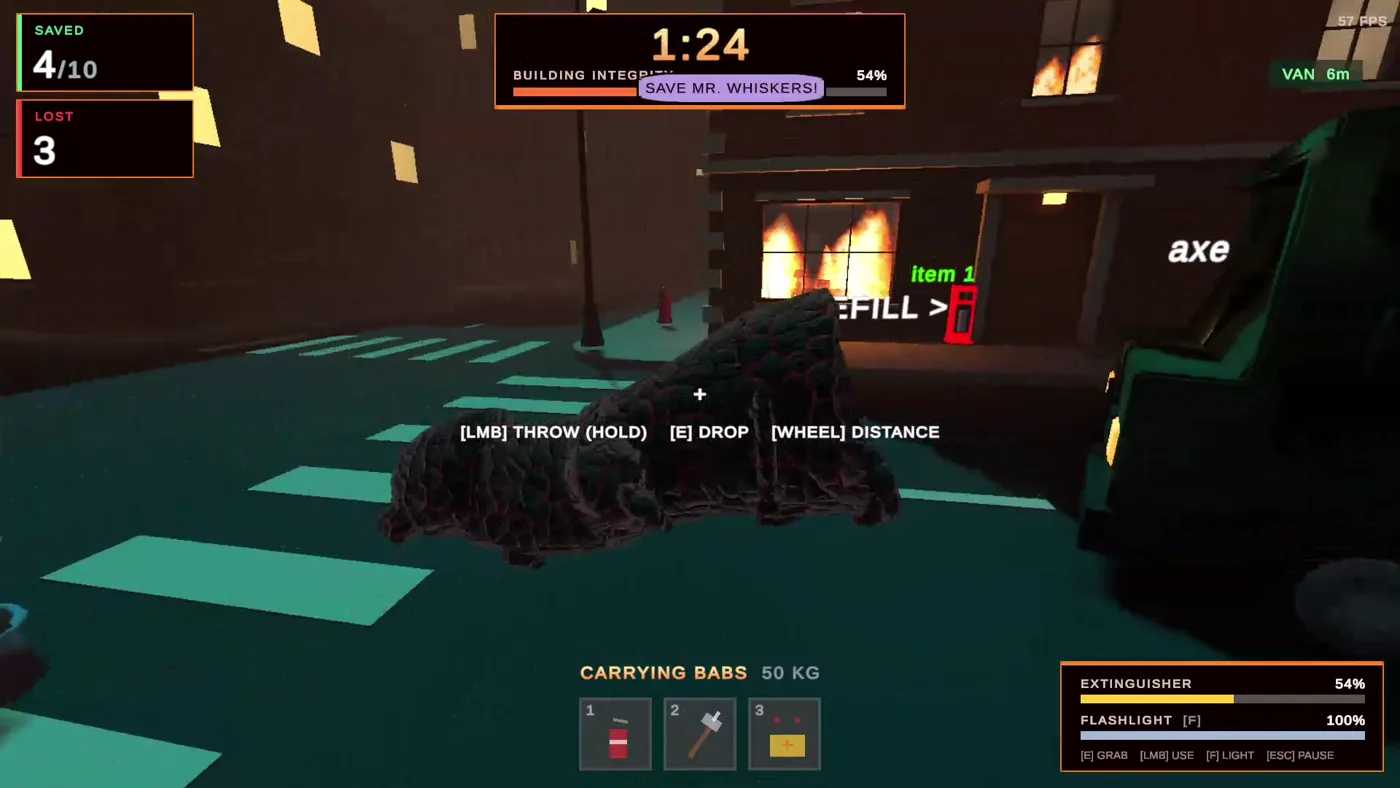 SAVED
4/10
LOST
3
1:24
BUILDING INTEGRITY 54%
SAVE MR. WHISKERS!
57 FPS
VAN 6m
axe
item 1
EFILL >
+
[LMB] THROW (HOLD) [E] DROP [WHEEL] DISTANCE
CARRYING BABS 50 KG
1 2 3
EXTINGUISHER 54%
FLASHLIGHT [F] 100%
[E] GRAB [LMB] USE [F] LIGHT [ESC] PAUSE